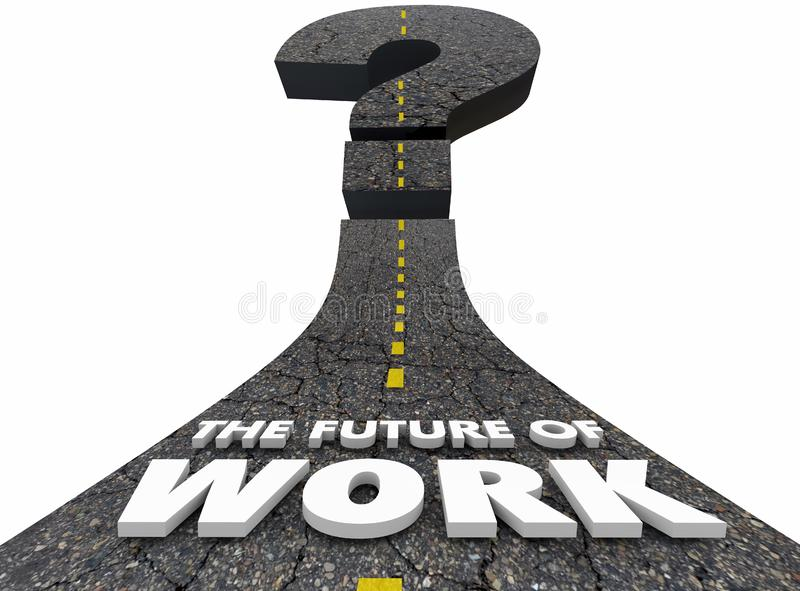 ?
dreamstime
THE FUTURE OF
WORK